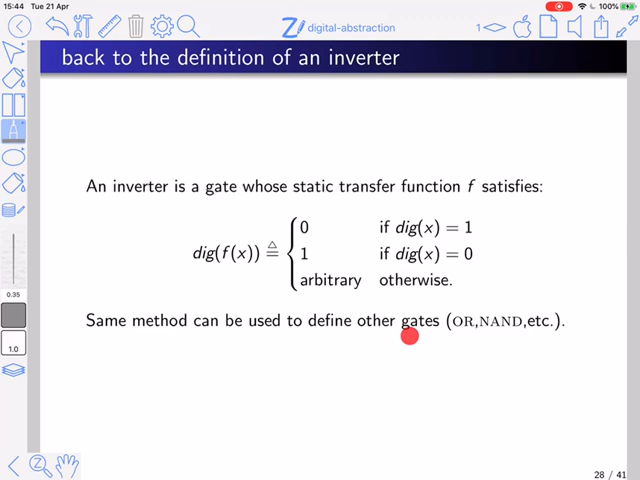 15:44 Tue 21 Apr 100%
digital-abstraction 1
back to the definition of an inverter
An inverter is a gate whose static transfer function f satisfies:
dig(f(x)) ≜ { 0 if dig(x) = 1
1 if dig(x) = 0
arbitrary otherwise.
Same method can be used to define other gates (OR,NAND,etc.).
0.35
1.0
28 / 41